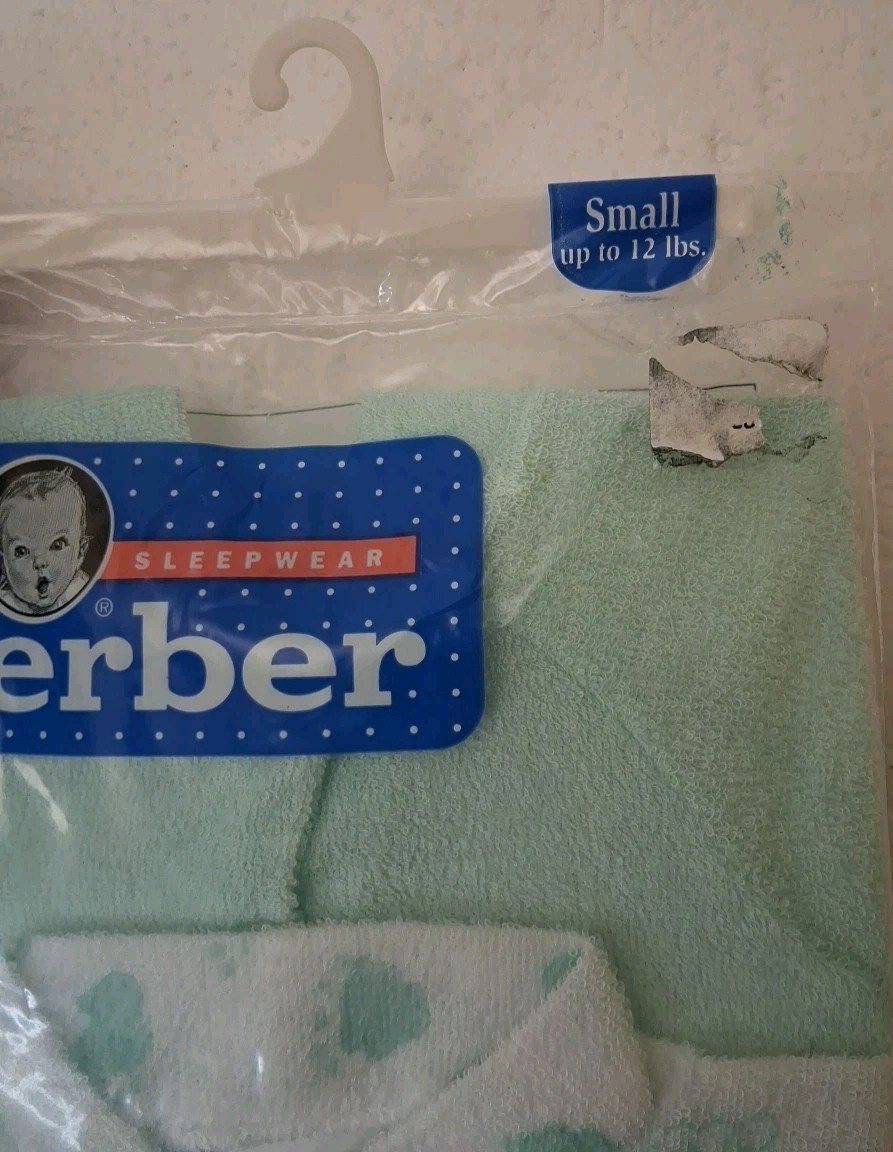 Small
up to 12 lbs.
SLEEPWEAR
®
erber